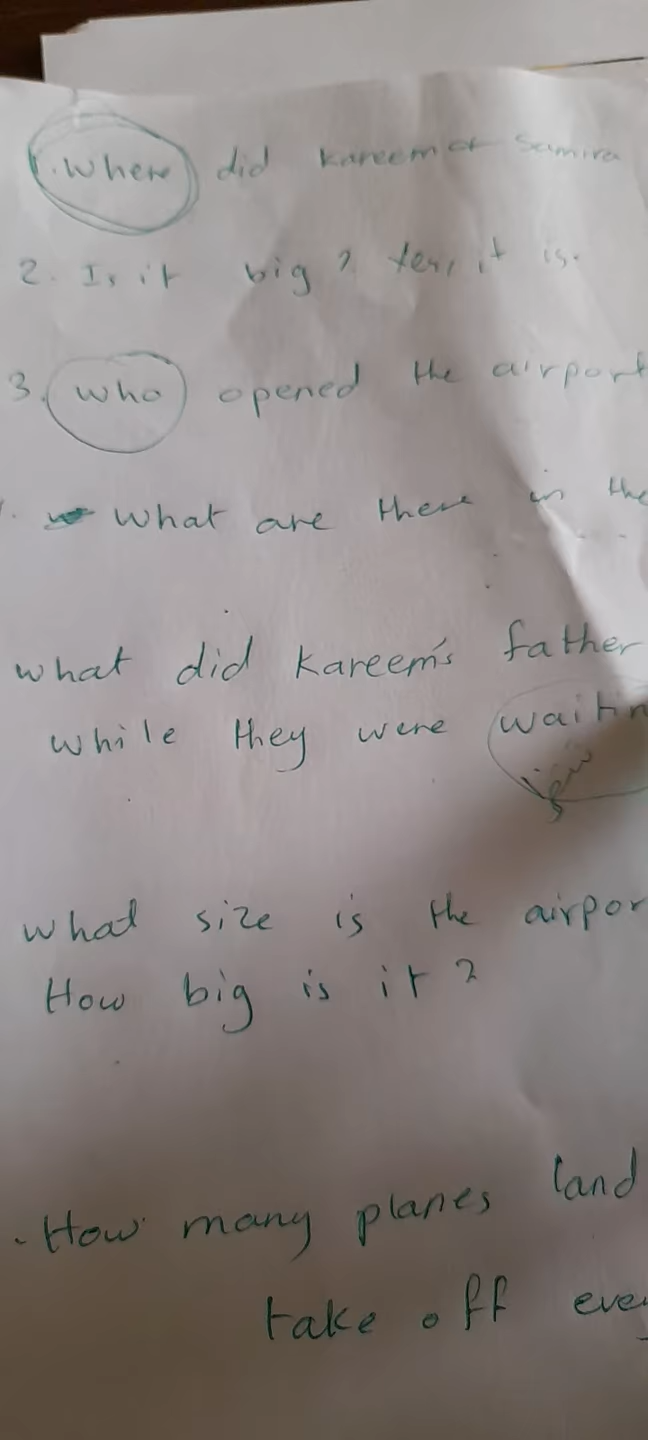 1. Where did Kareem & Samira
2. Is it big? Yes, it is.
3. who opened the airport
What are there in the
what did Kareem's father
while they were waitin
what size is the airpor
How big is it?
. How many planes land
take off eve